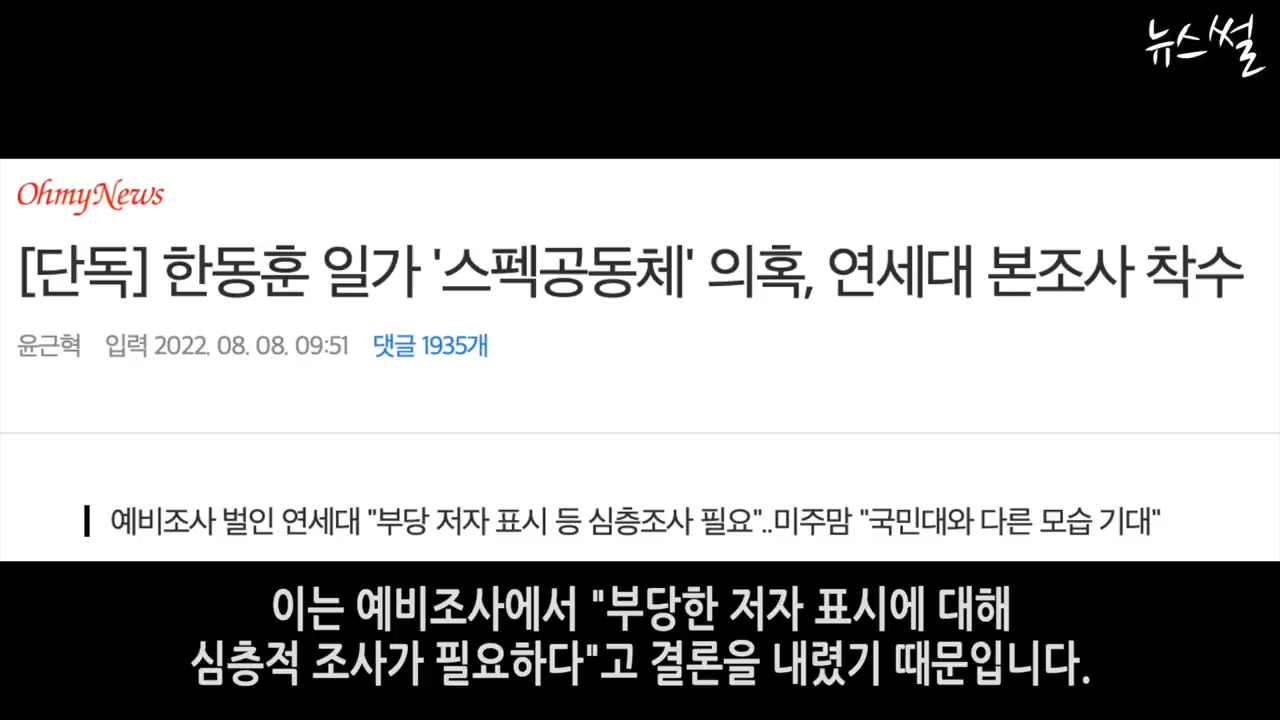 뉴스썰
OhmyNews
[단독] 한동훈 일가 '스펙공동체' 의혹, 연세대 본조사 착수
윤근혁 입력 2022. 08. 08. 09:51 댓글 1935개
예비조사 벌인 연세대 "부당 저자 표시 등 심층조사 필요"..미주맘 "국민대와 다른 모습 기대"
이는 예비조사에서 "부당한 저자 표시에 대해
심층적 조사가 필요하다"고 결론을 내렸기 때문입니다.